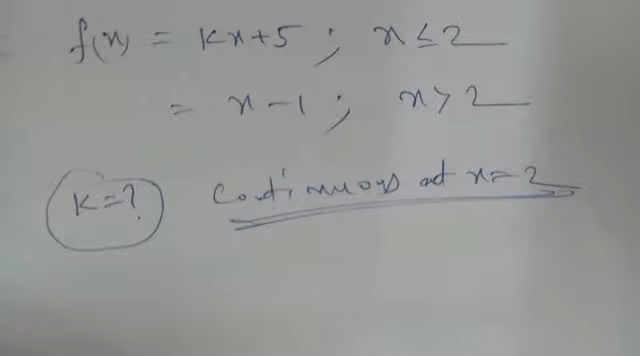 f(x) = kx+5 ; x ≤ 2
= x-1 ; x > 2
K=? Continuous at x=2